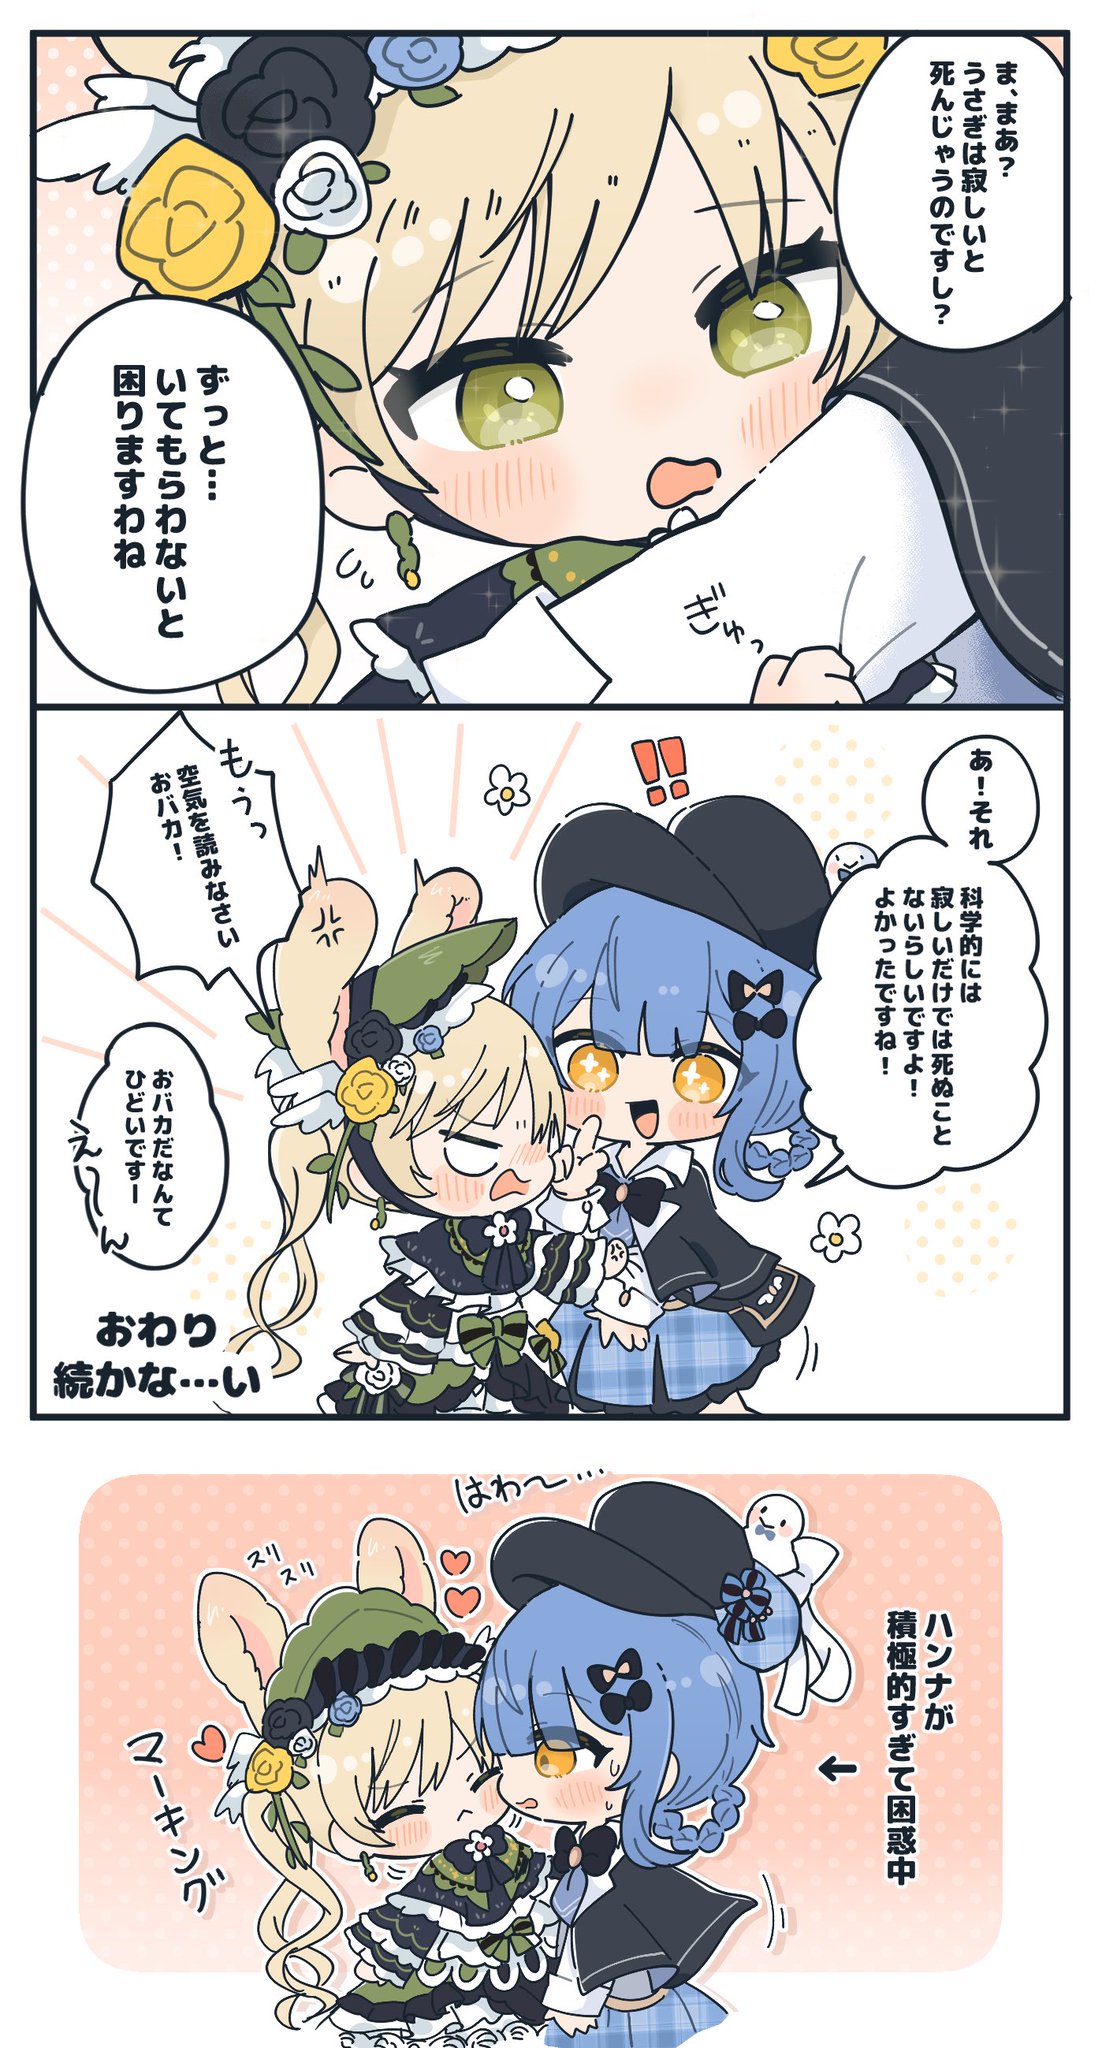 ま、まあ？
うさぎは寂しいと
死んじゃうのですし？
ずっと…
いてもらわないと
困りますわね
ぎゅっ
あ！それ
科学的には
寂しいだけでは死ぬこと
ないらしいですよ！
よかったですね！
!!
もうっ
空気を読みなさい
おバカ！
おバカだなんて
ひどいですー
えーん
おわり
続かな…い
はわ〜…
スリ
スリ
ハンナが
積極的すぎて困惑中
←
マーキング